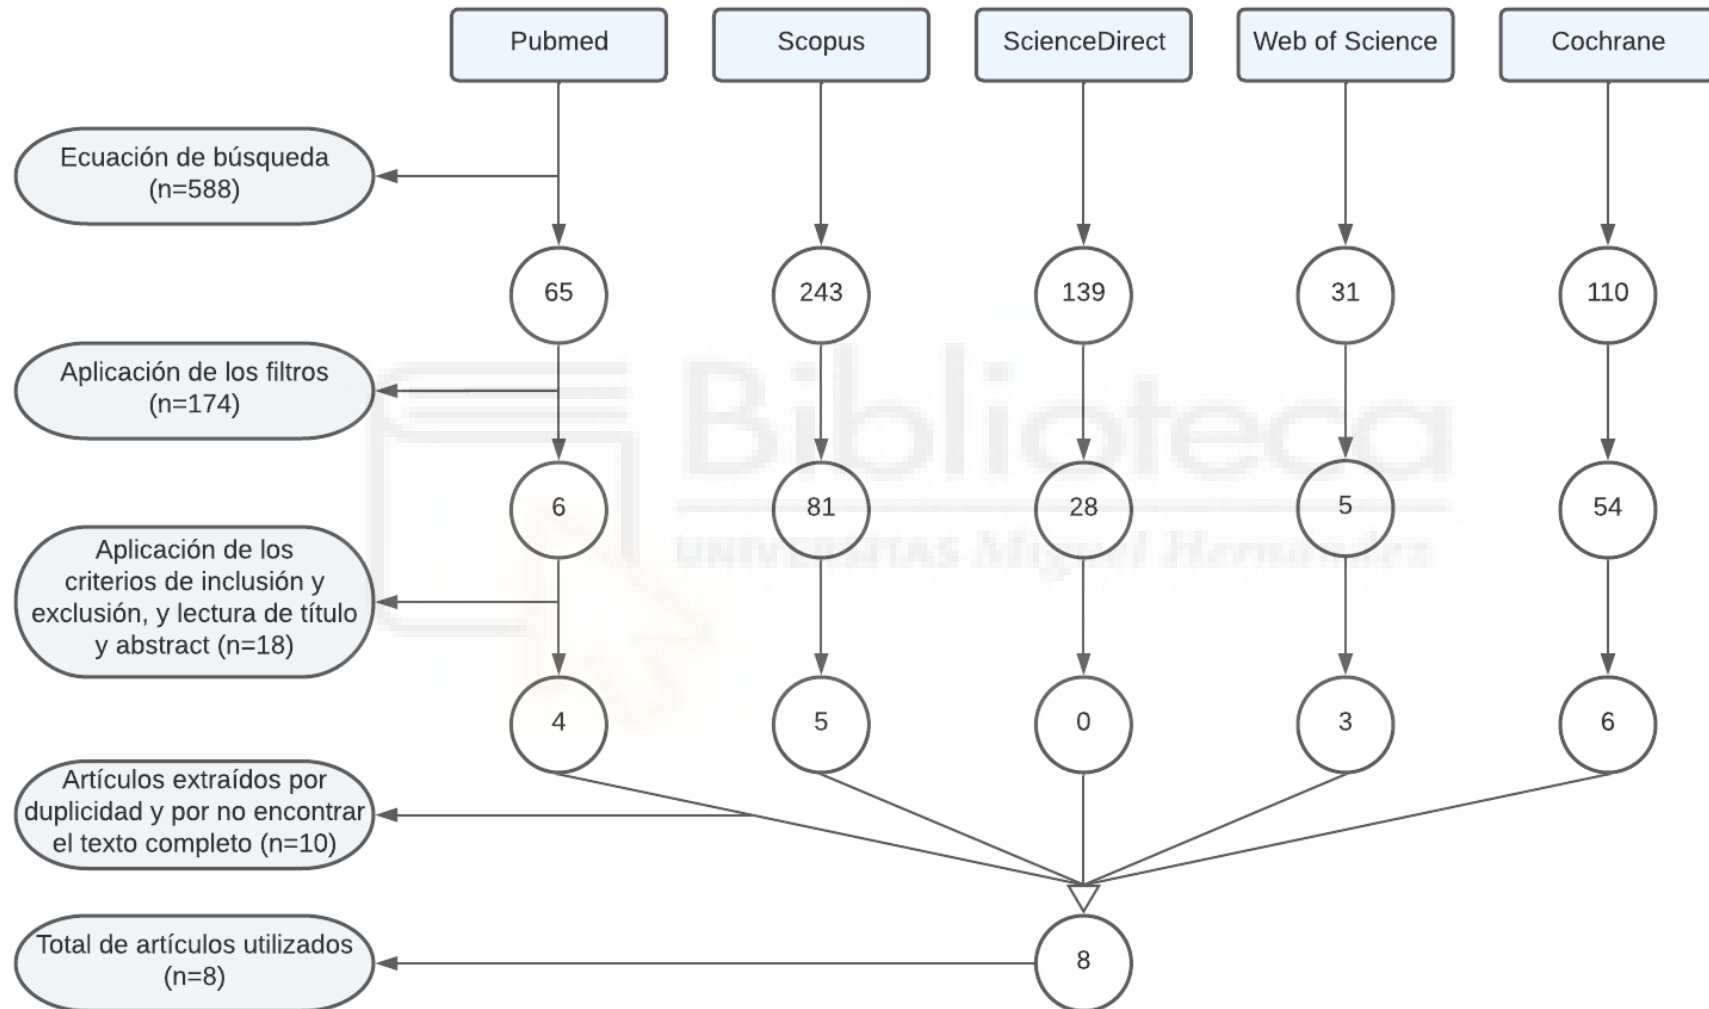 Pubmed
Scopus
ScienceDirect
Web of Science
Cochrane
Ecuación de búsqueda
(n=588)
65
243
139
31
110
Aplicación de los filtros
(n=174)
6
81
28
5
54
Aplicación de los
criterios de inclusión y
exclusión, y lectura de título
y abstract (n=18)
4
5
0
3
6
Artículos extraídos por
duplicidad y por no encontrar
el texto completo (n=10)
Total de artículos utilizados
(n=8)
8
Biblioteca
UNIVERSITAS Miguel Hernández